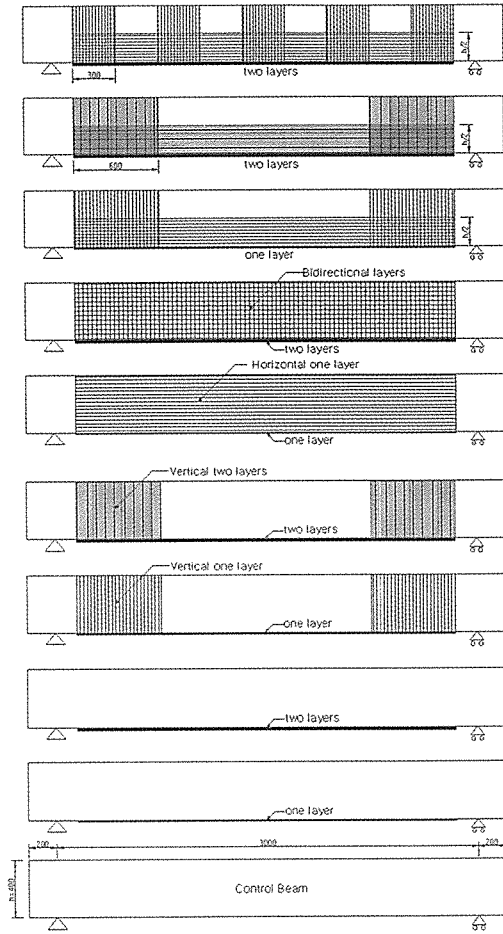 h/2
300
two layers
h/2
600
two layers
h/2
one layer
Bidirectional layers
two layers
Horizontal one layer
one layer
Vertical two layers
two layers
Vertical one layer
one layer
two layers
one layer
200
3000
200
h=400
Control Beam